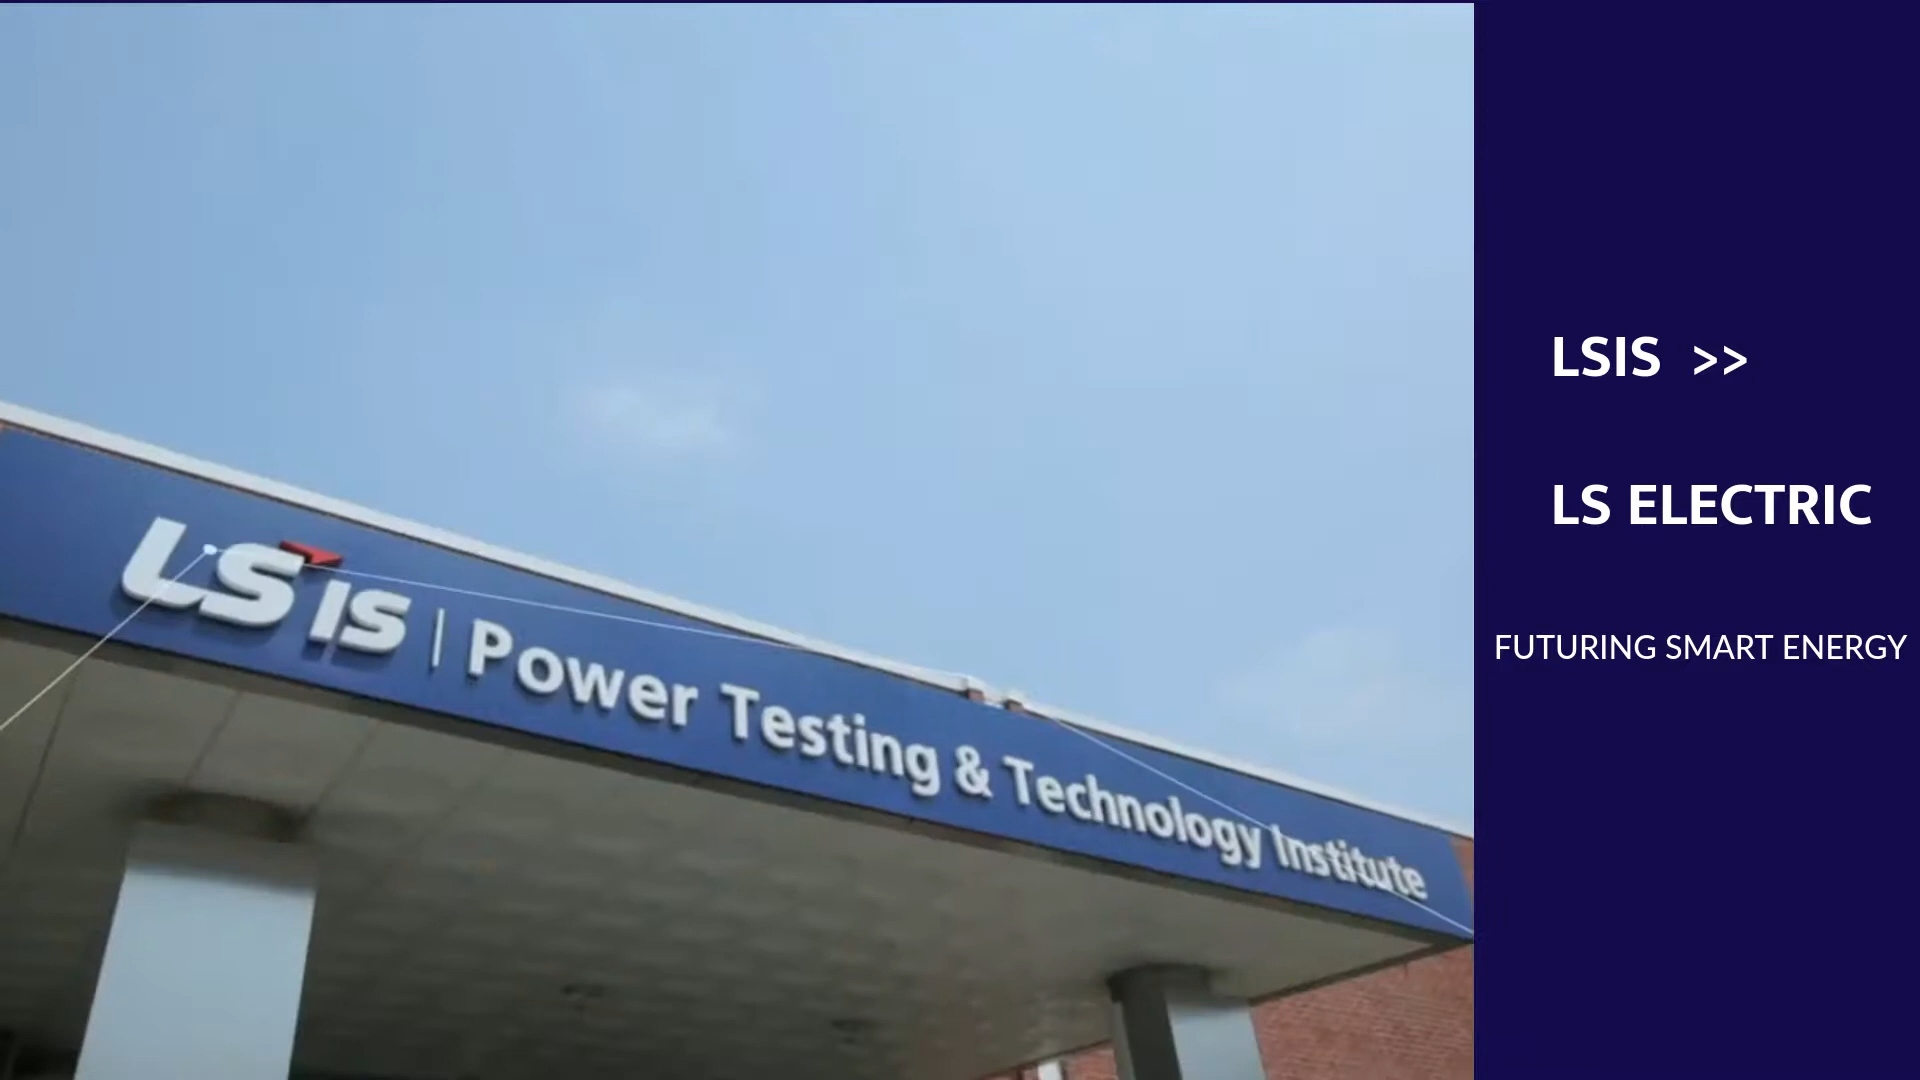 LSIS | Power Testing & Technology Institute
LSIS >>
LS ELECTRIC
FUTURING SMART ENERGY